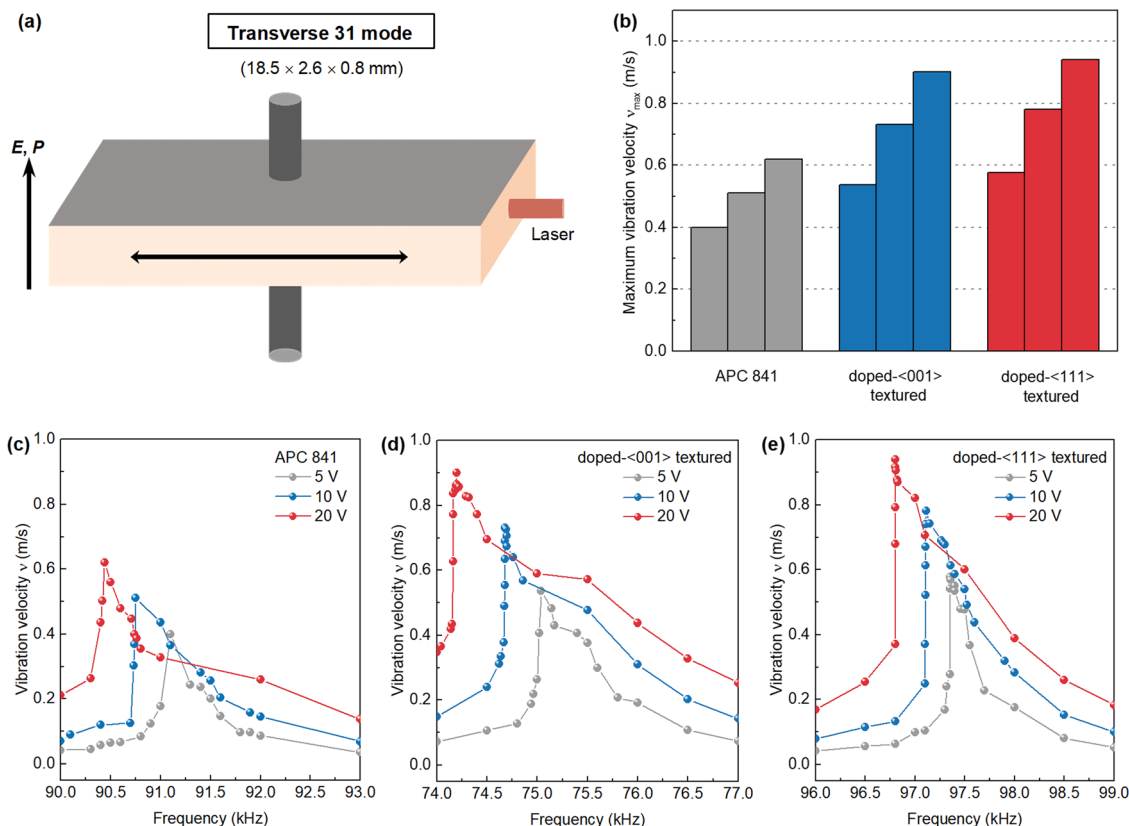 (a)
Transverse 31 mode
(18.5 × 2.6 × 0.8 mm)
E, P
Laser
(b)
Maximum vibration velocity νmax (m/s)
1.0
0.8
0.6
0.4
0.2
0.0
APC 841
doped-<001>
textured
doped-<111>
textured
(c)
Vibration velocity ν (m/s)
1.0
0.8
0.6
0.4
0.2
0.0
APC 841
5 V
10 V
20 V
90.0 90.5 91.0 91.5 92.0 92.5 93.0
Frequency (kHz)
(d)
Vibration velocity ν (m/s)
1.0
0.8
0.6
0.4
0.2
0.0
doped-<001> textured
5 V
10 V
20 V
74.0 74.5 75.0 75.5 76.0 76.5 77.0
Frequency (kHz)
(e)
Vibration velocity ν (m/s)
1.0
0.8
0.6
0.4
0.2
0.0
doped-<111> textured
5 V
10 V
20 V
96.0 96.5 97.0 97.5 98.0 98.5 99.0
Frequency (kHz)